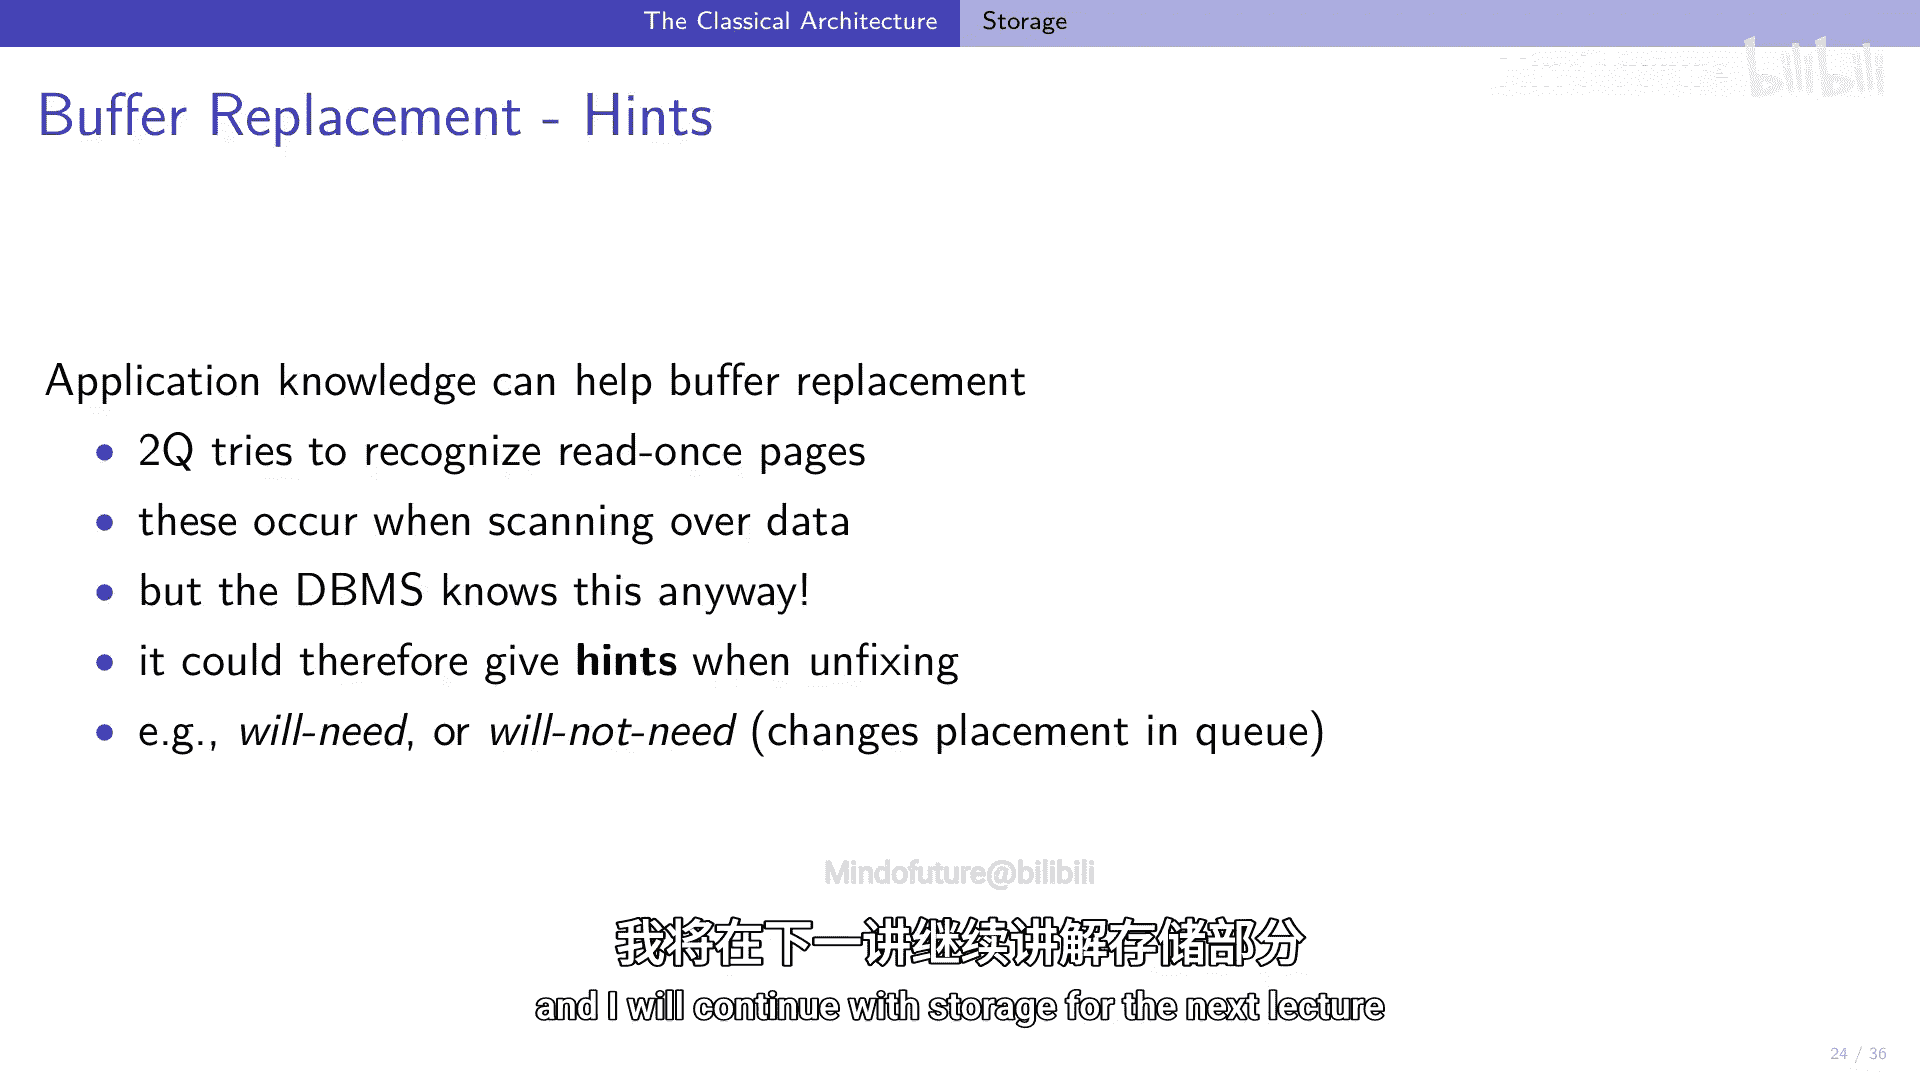 The Classical Architecture
Storage
bilibili
Buffer Replacement - Hints
Application knowledge can help buffer replacement
• 2Q tries to recognize read-once pages
• these occur when scanning over data
• but the DBMS knows this anyway!
• it could therefore give hints when unfixing
• e.g., will-need, or will-not-need (changes placement in queue)
Mindofuture@bilibili
我将在下一讲继续讲解存储部分
and I will continue with storage for the next lecture
24 / 36